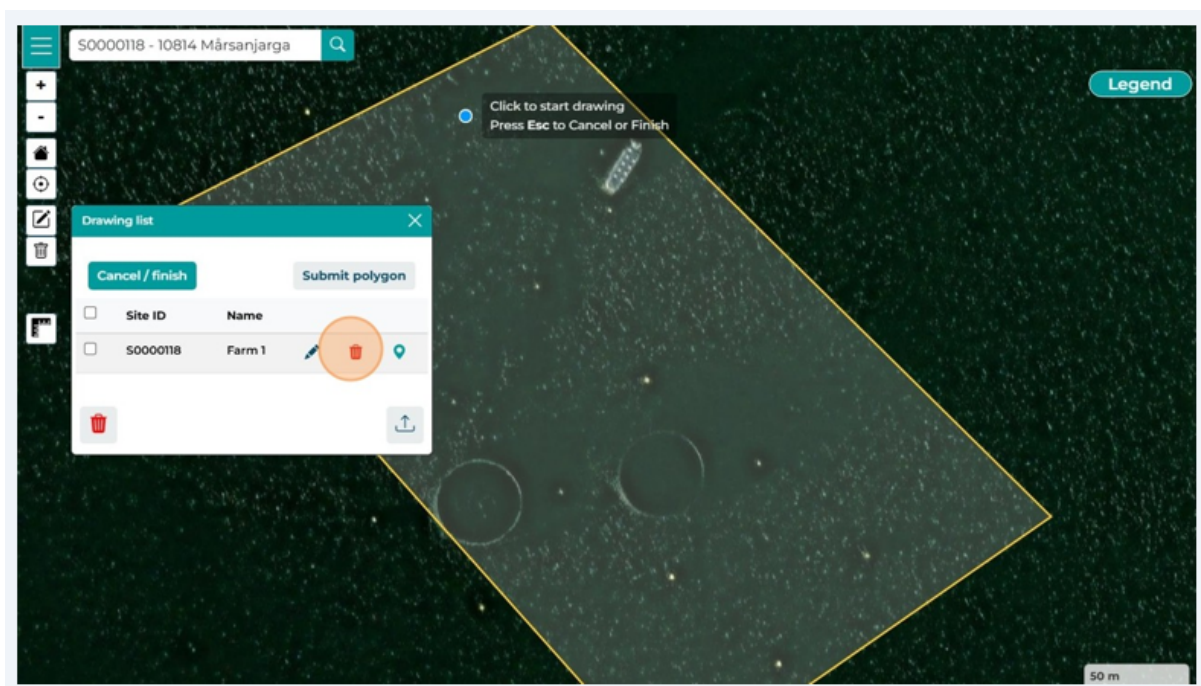 S0000118 - 10814 Mårsanjarga
+
-
Legend
Click to start drawing
Press Esc to Cancel or Finish
Drawing list
Cancel / finish
Submit polygon
Site ID Name
S0000118 Farm 1
50 m